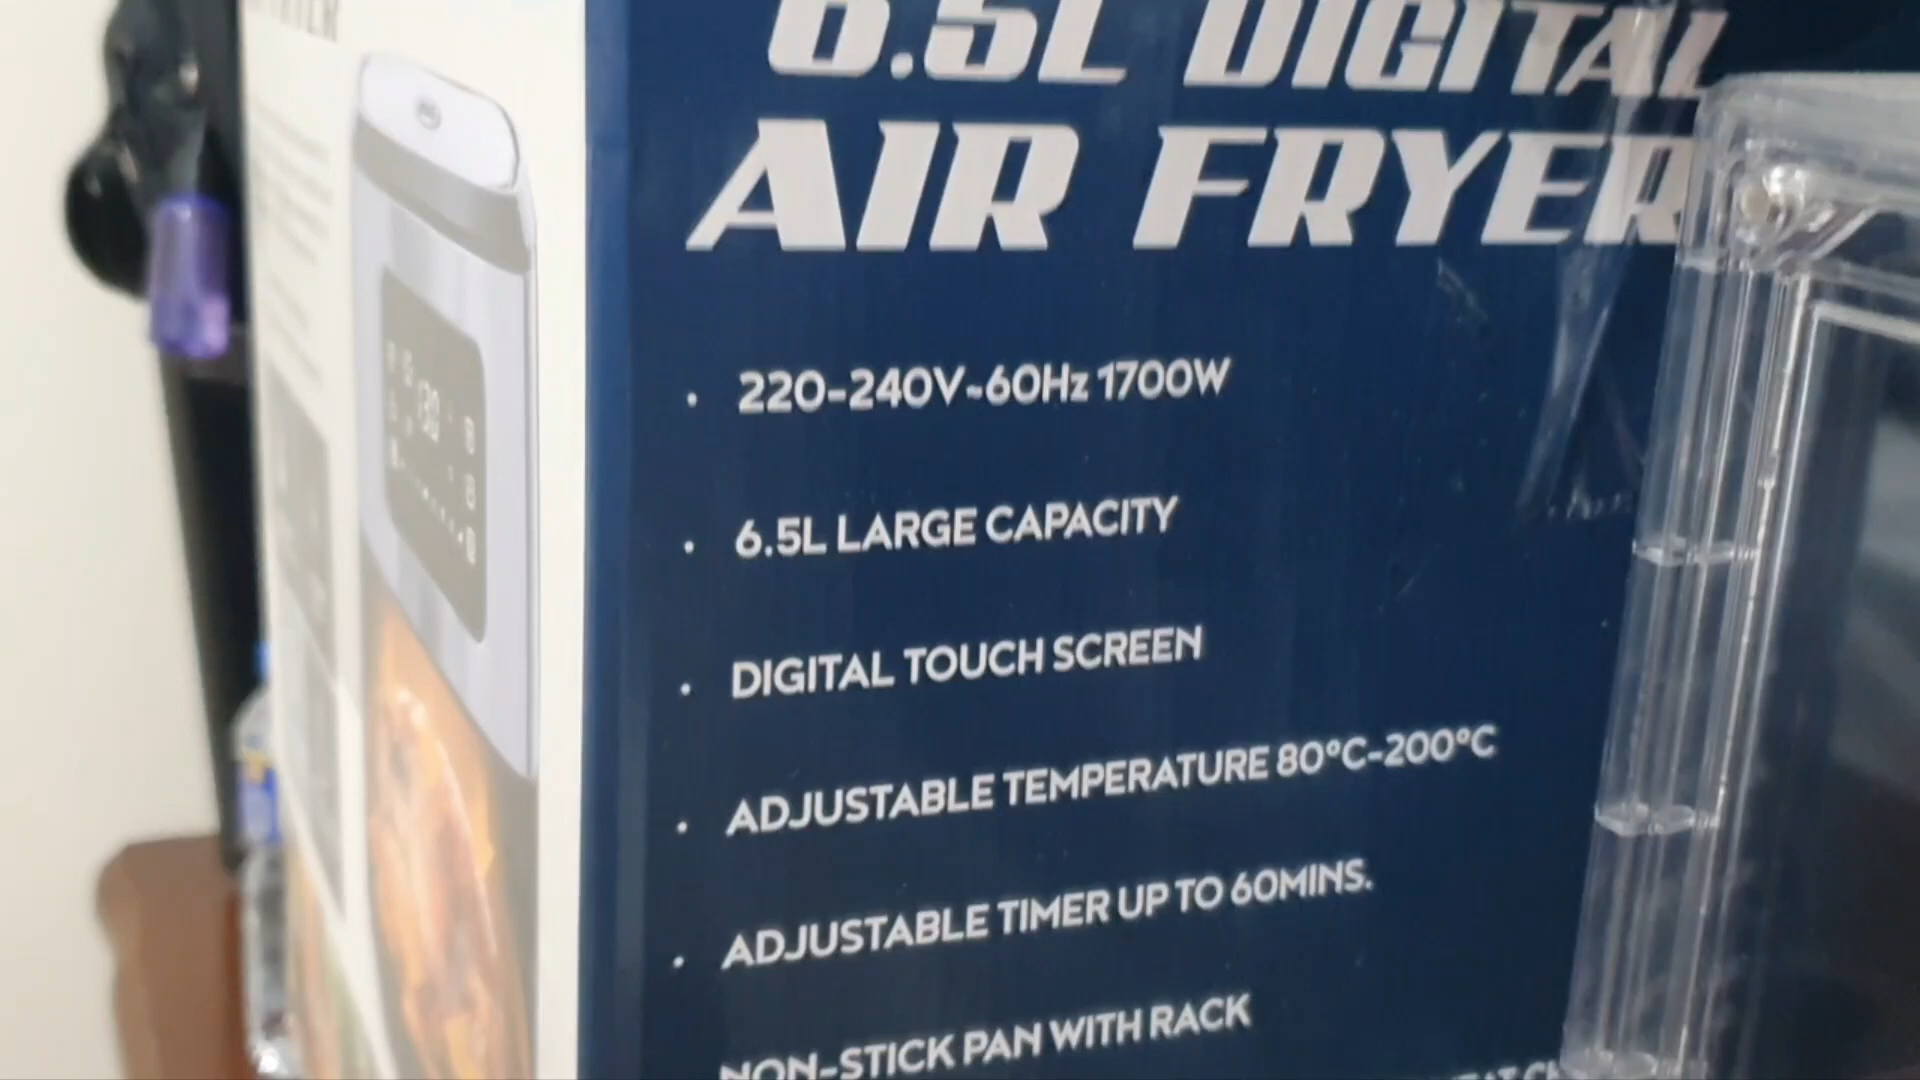 6.5L DIGITAL
AIR FRYER
• 220-240V~60Hz 1700W
• 6.5L LARGE CAPACITY
• DIGITAL TOUCH SCREEN
• ADJUSTABLE TEMPERATURE 80°C-200°C
• ADJUSTABLE TIMER UP TO 60MINS.
NON-STICK PAN WITH RACK